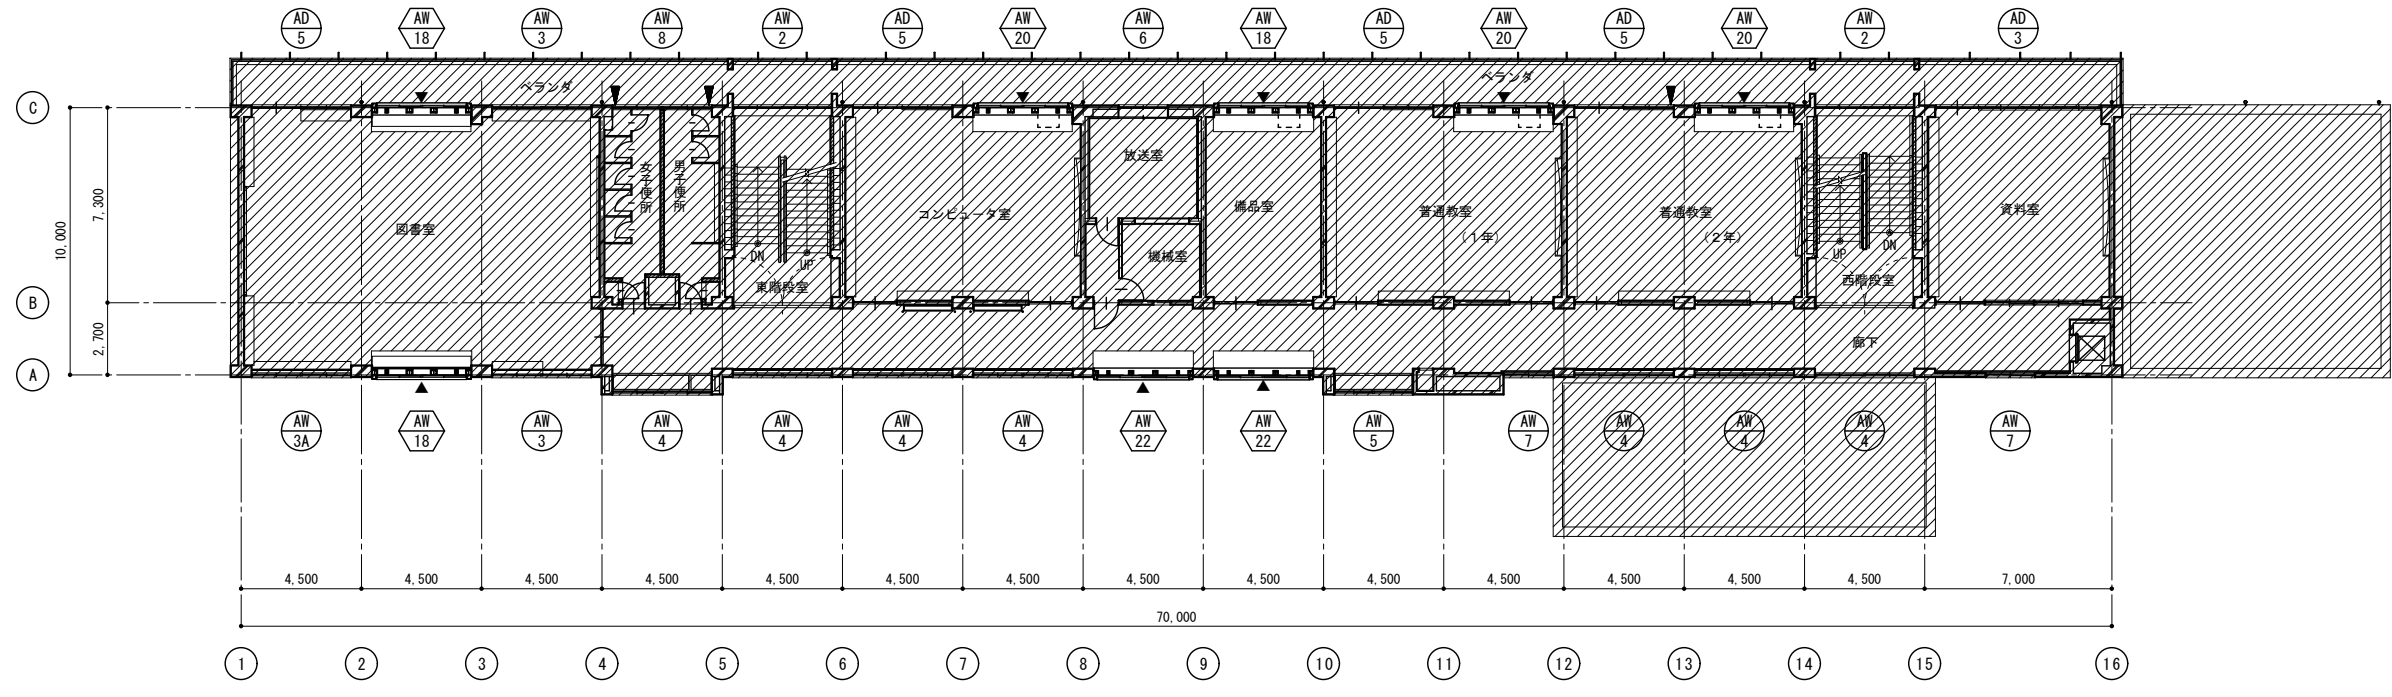 AD 5
AW 18
AW 3
AW 8
AW 2
AD 5
AW 20
AW 6
AW 18
AD 5
AW 20
AD 5
AW 20
AW 2
AD 3
ベランダ
ベランダ
C
B
A
10,000
7,300
2,700
図書室
女子便所
男子便所
DN
UP
東階段室
コンピュータ室
放送室
機械室
備品室
普通教室
(1年)
普通教室
(2年)
UP
DN
西階段室
資料室
廊下
AW 3A
AW 18
AW 3
AW 4
AW 4
AW 4
AW 4
AW 22
AW 22
AW 5
AW 7
AW 4
AW 4
AW 4
AW 7
4,500
4,500
4,500
4,500
4,500
4,500
4,500
4,500
4,500
4,500
4,500
4,500
4,500
4,500
7,000
70,000
1
2
3
4
5
6
7
8
9
10
11
12
13
14
15
16